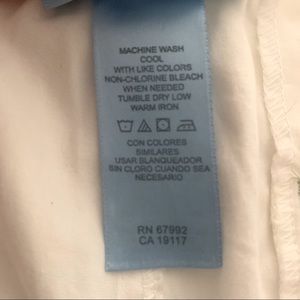 MACHINE WASH
COOL
WITH LIKE COLORS
NON-CHLORINE BLEACH
WHEN NEEDED
TUMBLE DRY LOW
WARM IRON
CON COLORES
SIMILARES
USAR BLANQUEADOR
SIN CLORO CUANDO SEA
NECESARIO
RN 67992
CA 19117